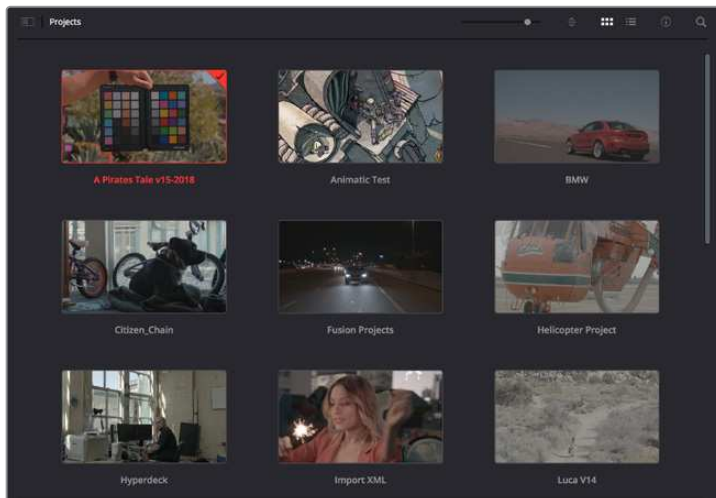 Projects
A Pirates Tale v15-2018
Animatic Test
BMW
Citizen_Chain
Fusion Projects
Helicopter Project
Hyperdeck
Import XML
Luca V14